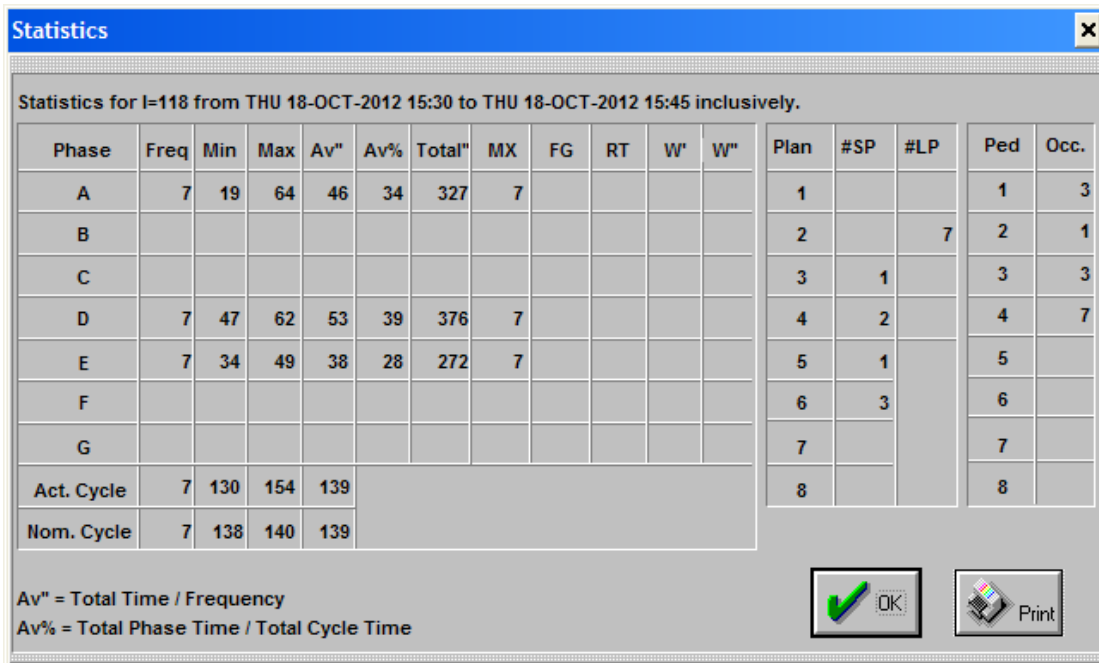 Statistics
Statistics for I=118 from THU 18-OCT-2012 15:30 to THU 18-OCT-2012 15:45 inclusively.
Phase Freq Min Max Av" Av% Total" MX FG RT W' W" Plan #SP #LP Ped Occ.
A 7 19 64 46 34 327 7 1 1 3
B 2 7 2 1
C 3 1 3 3
D 7 47 62 53 39 376 7 4 2 4 7
E 7 34 49 38 28 272 7 5 1 5
F 6 3 6
G 7 7
Act. Cycle 7 130 154 139 8 8
Nom. Cycle 7 138 140 139
Av" = Total Time / Frequency
Av% = Total Phase Time / Total Cycle Time
OK
Print